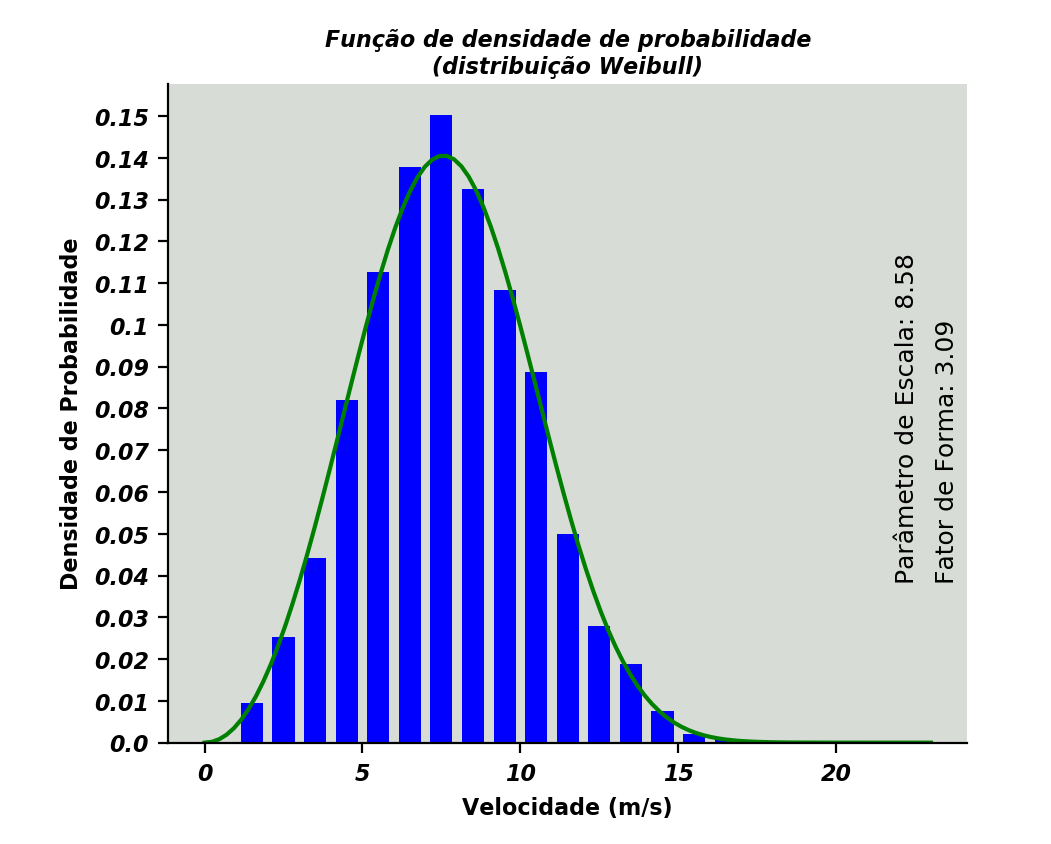 Função de densidade de probabilidade
(distribuição Weibull)
Densidade de Probabilidade
0.15
0.14
0.13
0.12
0.11
0.1
0.09
0.08
0.07
0.06
0.05
0.04
0.03
0.02
0.01
0.0
0 5 10 15 20
Velocidade (m/s)
Parâmetro de Escala: 8.58
Fator de Forma: 3.09